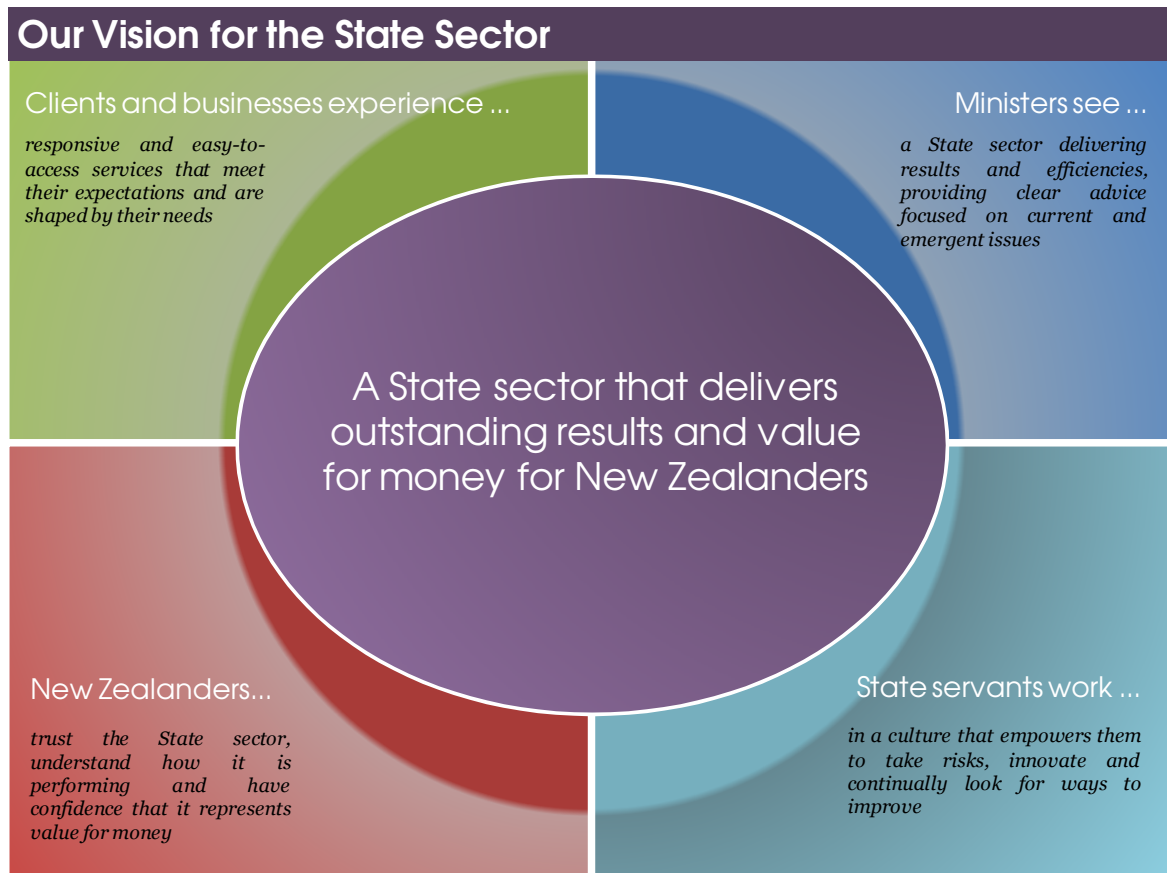 Our Vision for the State Sector
Clients and businesses experience ...
responsive and easy-to-
access services that meet
their expectations and are
shaped by their needs
Ministers see ...
a State sector delivering
results and efficiencies,
providing clear advice
focused on current and
emergent issues
A State sector that delivers
outstanding results and value
for money for New Zealanders
New Zealanders...
trust the State sector,
understand how it is
performing and have
confidence that it represents
value for money
State servants work ...
in a culture that empowers them
to take risks, innovate and
continually look for ways to
improve